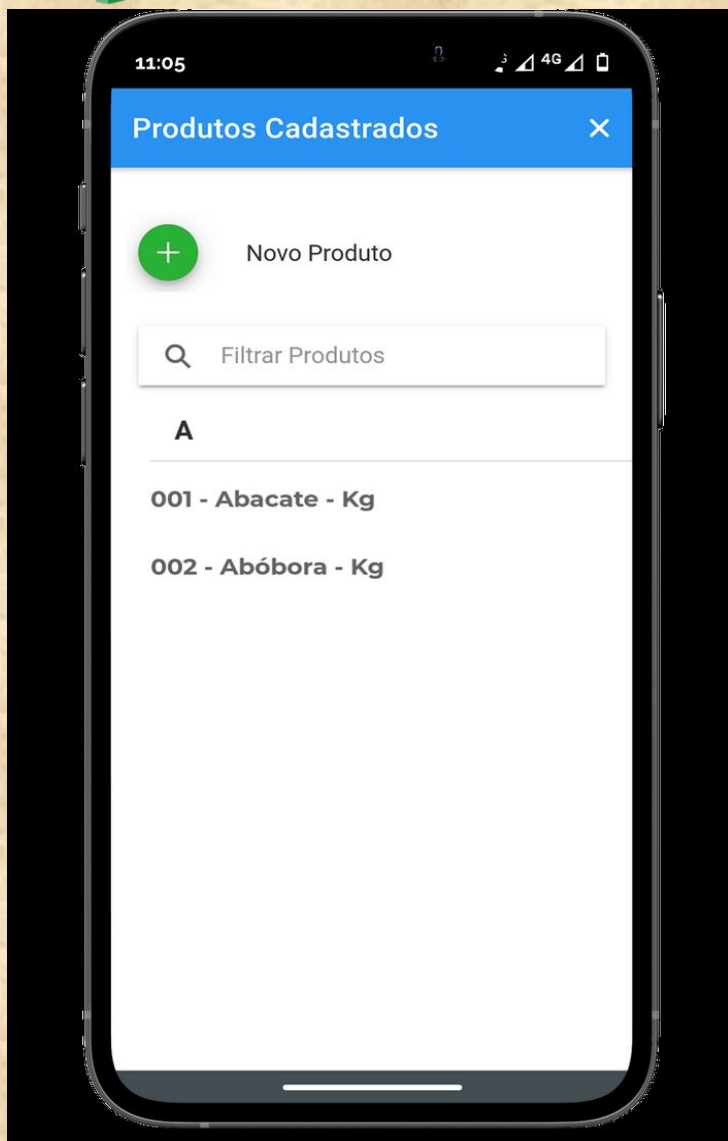 11:05
4G
Produtos Cadastrados
Novo Produto
Filtrar Produtos
A
001 - Abacate - Kg
002 - Abóbora - Kg